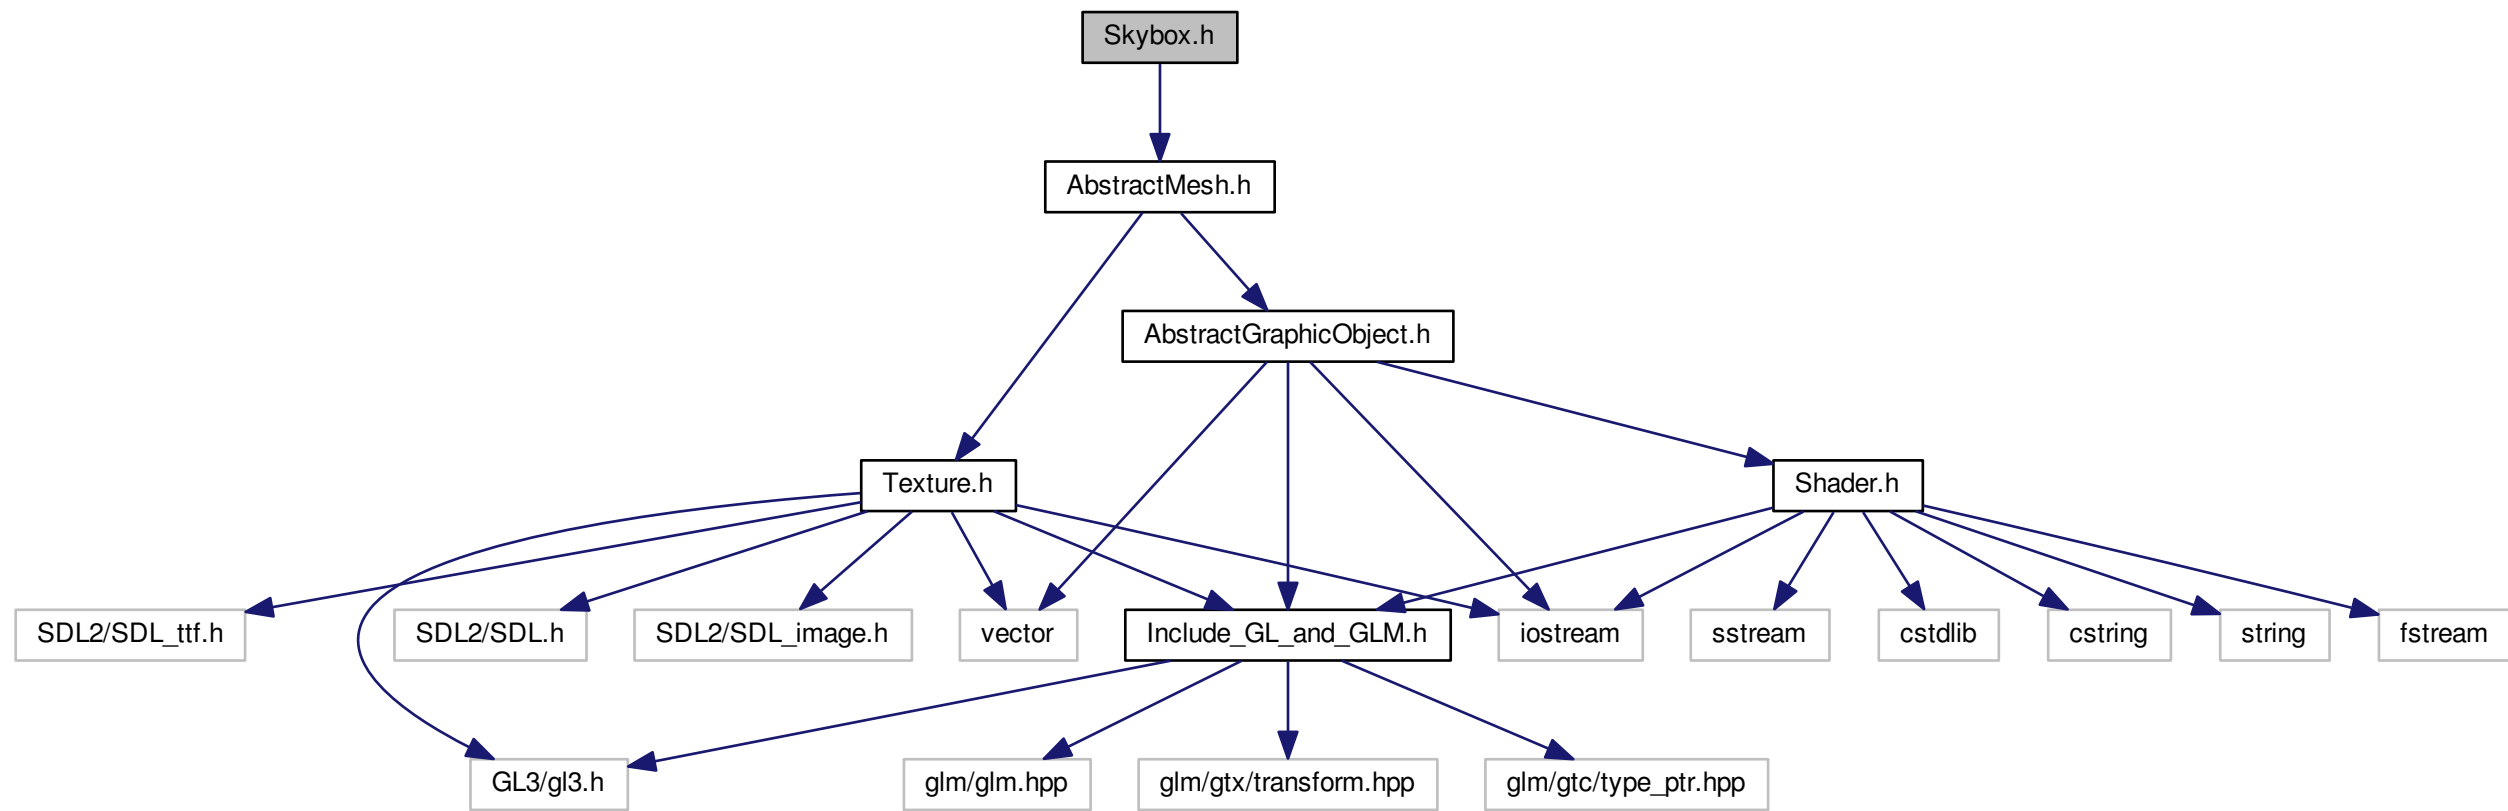 Skybox.h
AbstractMesh.h
AbstractGraphicObject.h
Texture.h
Shader.h
SDL2/SDL_ttf.h
SDL2/SDL.h
SDL2/SDL_image.h
vector
Include_GL_and_GLM.h
iostream
sstream
cstdlib
cstring
string
fstream
GL3/gl3.h
glm/glm.hpp
glm/gtx/transform.hpp
glm/gtc/type_ptr.hpp